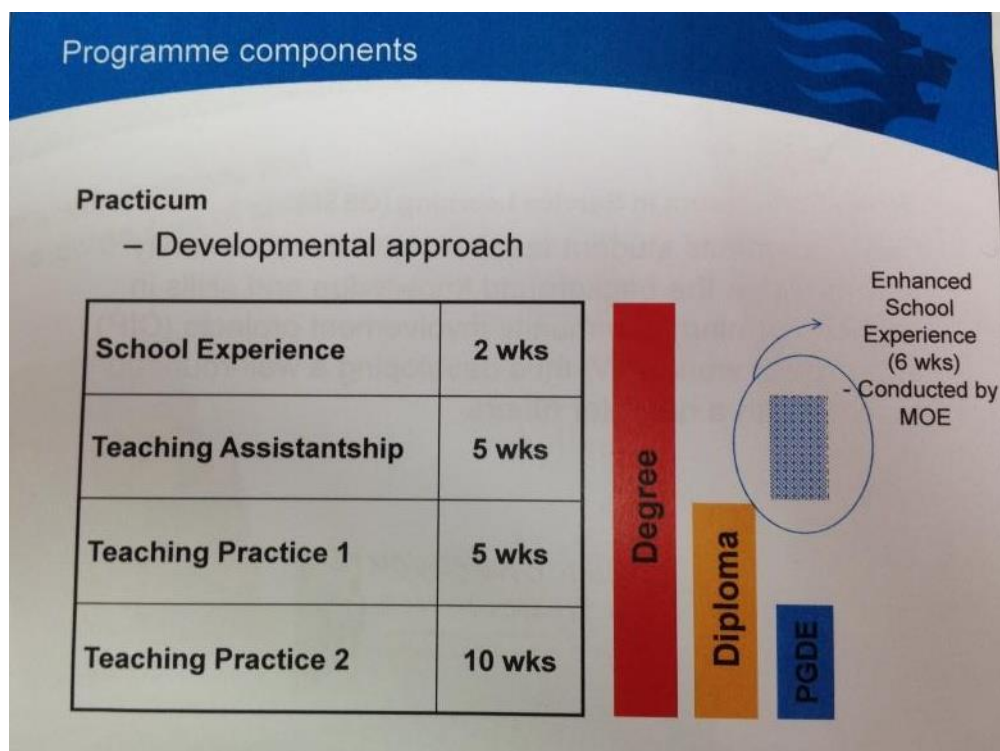 Programme components
Practicum
– Developmental approach
School Experience 2 wks
Teaching Assistantship 5 wks
Teaching Practice 1 5 wks
Teaching Practice 2 10 wks
Degree
Diploma
PGDE
Enhanced
School
Experience
(6 wks)
- Conducted by
MOE